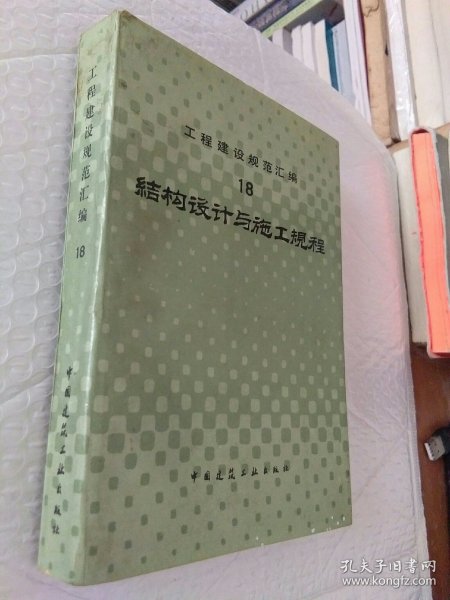 工程建设规范汇编
18
中国建筑工业出版社
工程建设规范汇编
18
结构设计与施工规程
中国建筑工业出版社
孔夫子旧书网
www.kongfz.com